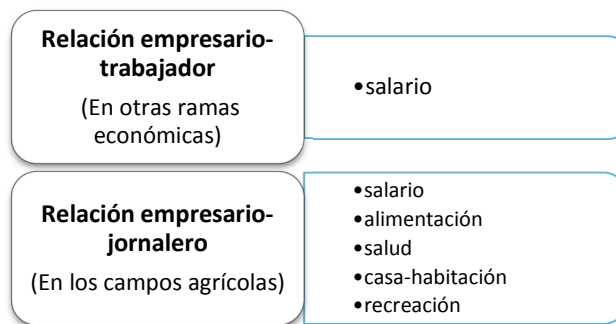 Relación empresario-
trabajador
(En otras ramas
económicas)
•salario
Relación empresario-
jornalero
(En los campos agrícolas)
•salario
•alimentación
•salud
•casa-habitación
•recreación